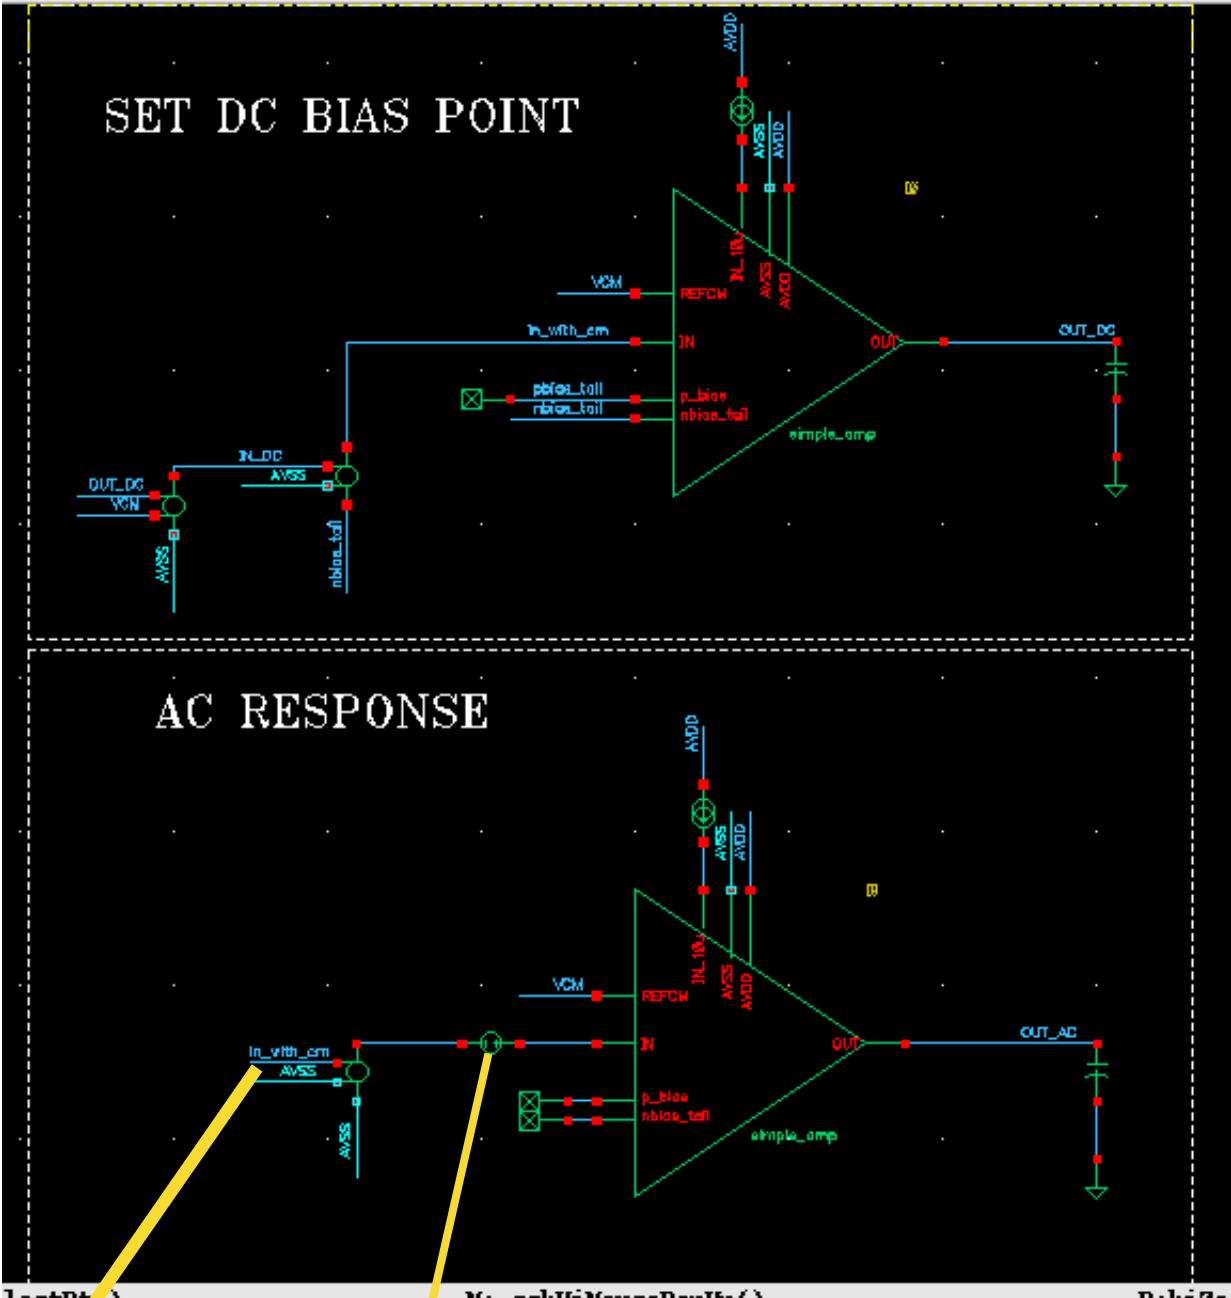 AVDD
SET DC BIAS POINT
AVSS
AVDD
IN_10u
AVSS
AVDD
VCM
REFCM
in_with_cm
IN
OUT
OUT_DC
pbias_tail
p_bias
nbias_tail
nbias_tail
simple_amp
IN_DC
AVSS
OUT_DC
VCM
AVSS
nbias_tail
AC RESPONSE
AVDD
AVSS
AVDD
IN_10u
AVSS
AVDD
VCM
REFCM
in_with_cm
AVSS
IN
OUT
OUT_AC
p_bias
nbias_tail
AVSS
simple_amp